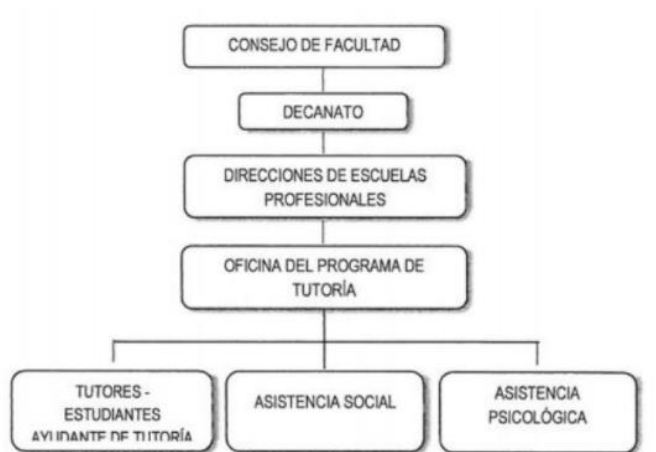 CONSEJO DE FACULTAD
DECANATO
DIRECCIONES DE ESCUELAS
PROFESIONALES
OFICINA DEL PROGRAMA DE
TUTORÍA
TUTORES -
ESTUDIANTES
AYUDANTE DE TUTORÍA
ASISTENCIA SOCIAL
ASISTENCIA
PSICOLÓGICA